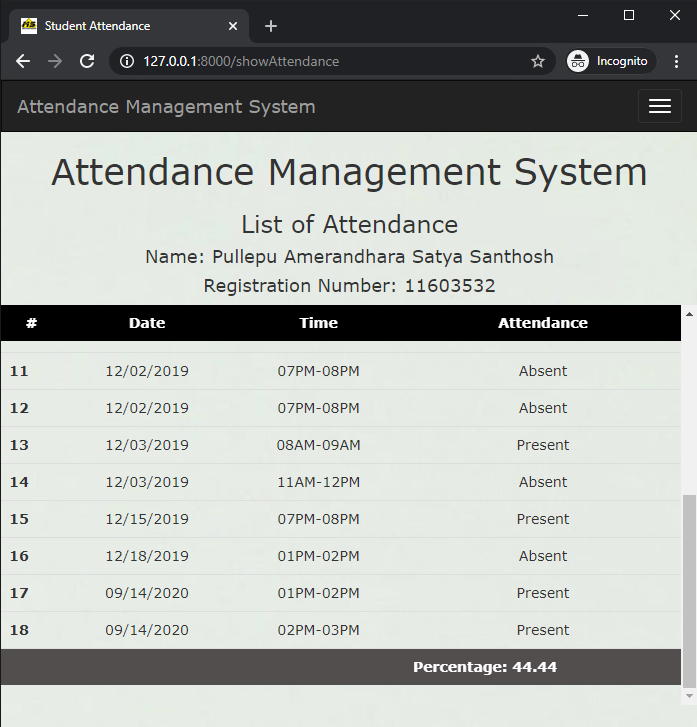 Student Attendance
127.0.0.1:8000/showAttendance
Incognito
Attendance Management System
Attendance Management System
List of Attendance
Name: Pullepu Amerandhara Satya Santhosh
Registration Number: 11603532
# Date Time Attendance
11 12/02/2019 07PM-08PM Absent
12 12/02/2019 07PM-08PM Absent
13 12/03/2019 08AM-09AM Present
14 12/03/2019 11AM-12PM Absent
15 12/15/2019 07PM-08PM Present
16 12/18/2019 01PM-02PM Absent
17 09/14/2020 01PM-02PM Present
18 09/14/2020 02PM-03PM Present
Percentage: 44.44